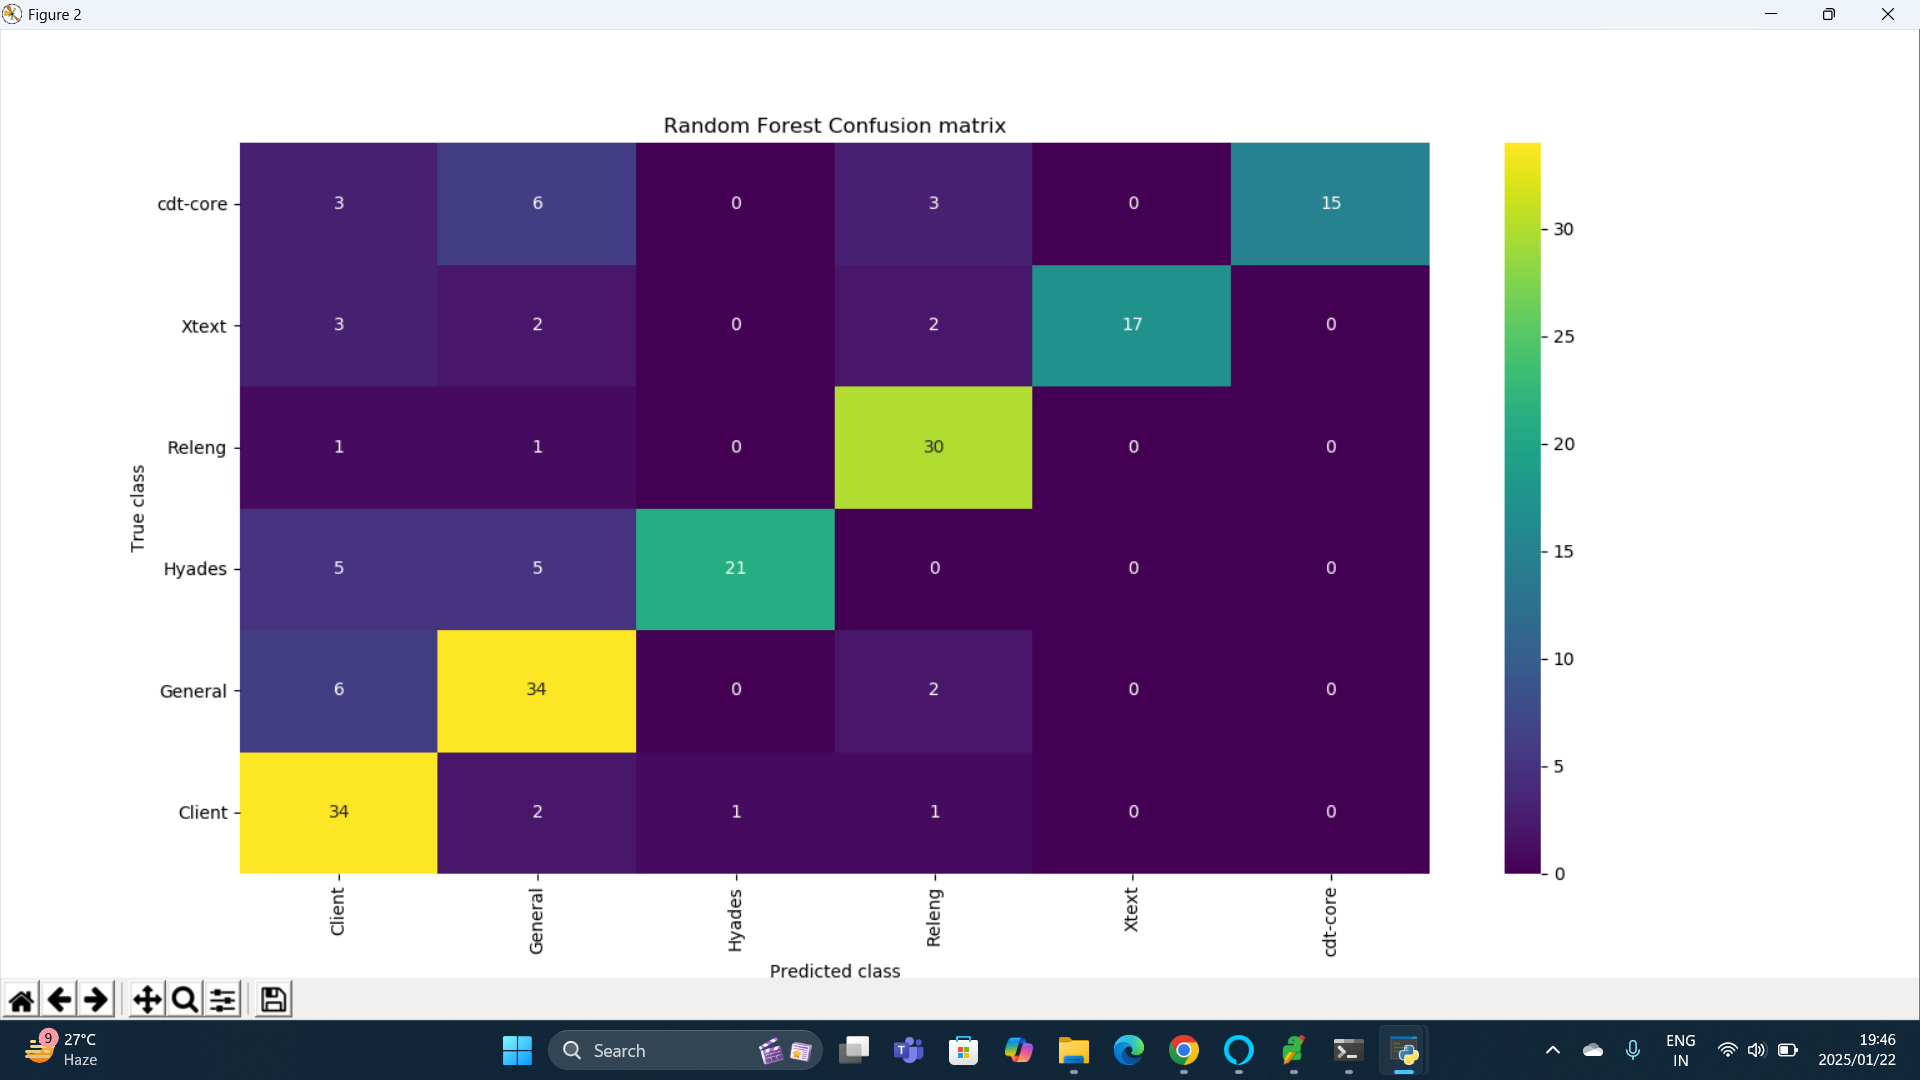 Figure 2
Random Forest Confusion matrix
cdt-core 3 6 0 3 0 15
Xtext 3 2 0 2 17 0
Releng 1 1 0 30 0 0
Hyades 5 5 21 0 0 0
General 6 34 0 2 0 0
Client 34 2 1 1 0 0
True class
Client General Hyades Releng Xtext cdt-core
Predicted class
30
25
20
15
10
5
0
9
27°C
Haze
Search
ENG
IN
19:46
2025/01/22